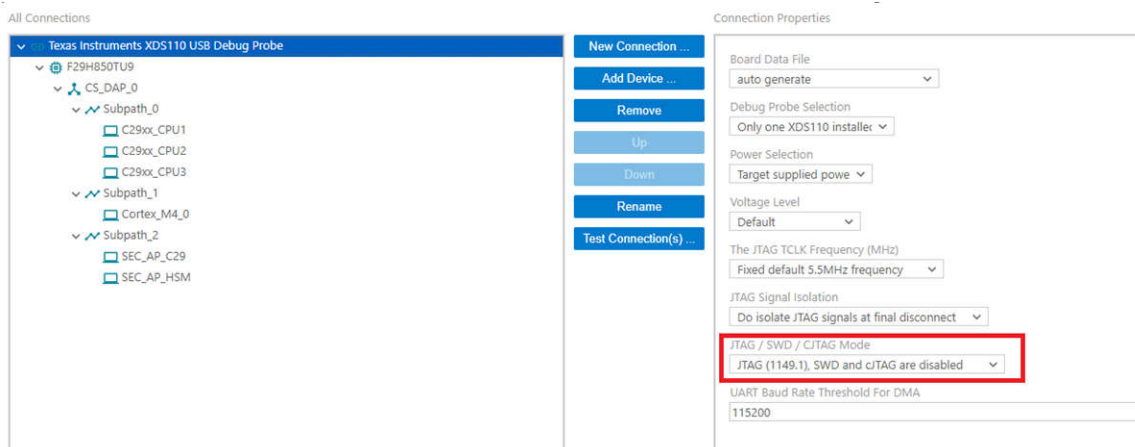 All Connections
Texas Instruments XDS110 USB Debug Probe
F29H850TU9
CS_DAP_0
Subpath_0
C29xx_CPU1
C29xx_CPU2
C29xx_CPU3
Subpath_1
Cortex_M4_0
Subpath_2
SEC_AP_C29
SEC_AP_HSM
New Connection ...
Add Device ...
Remove
Up
Down
Rename
Test Connection(s) ...
Connection Properties
Board Data File
auto generate
Debug Probe Selection
Only one XDS110 installec
Power Selection
Target supplied powe
Voltage Level
Default
The JTAG TCLK Frequency (MHz)
Fixed default 5.5MHz frequency
JTAG Signal Isolation
Do isolate JTAG signals at final disconnect
JTAG / SWD / CJTAG Mode
JTAG (1149.1), SWD and cJTAG are disabled
UART Baud Rate Threshold For DMA
115200